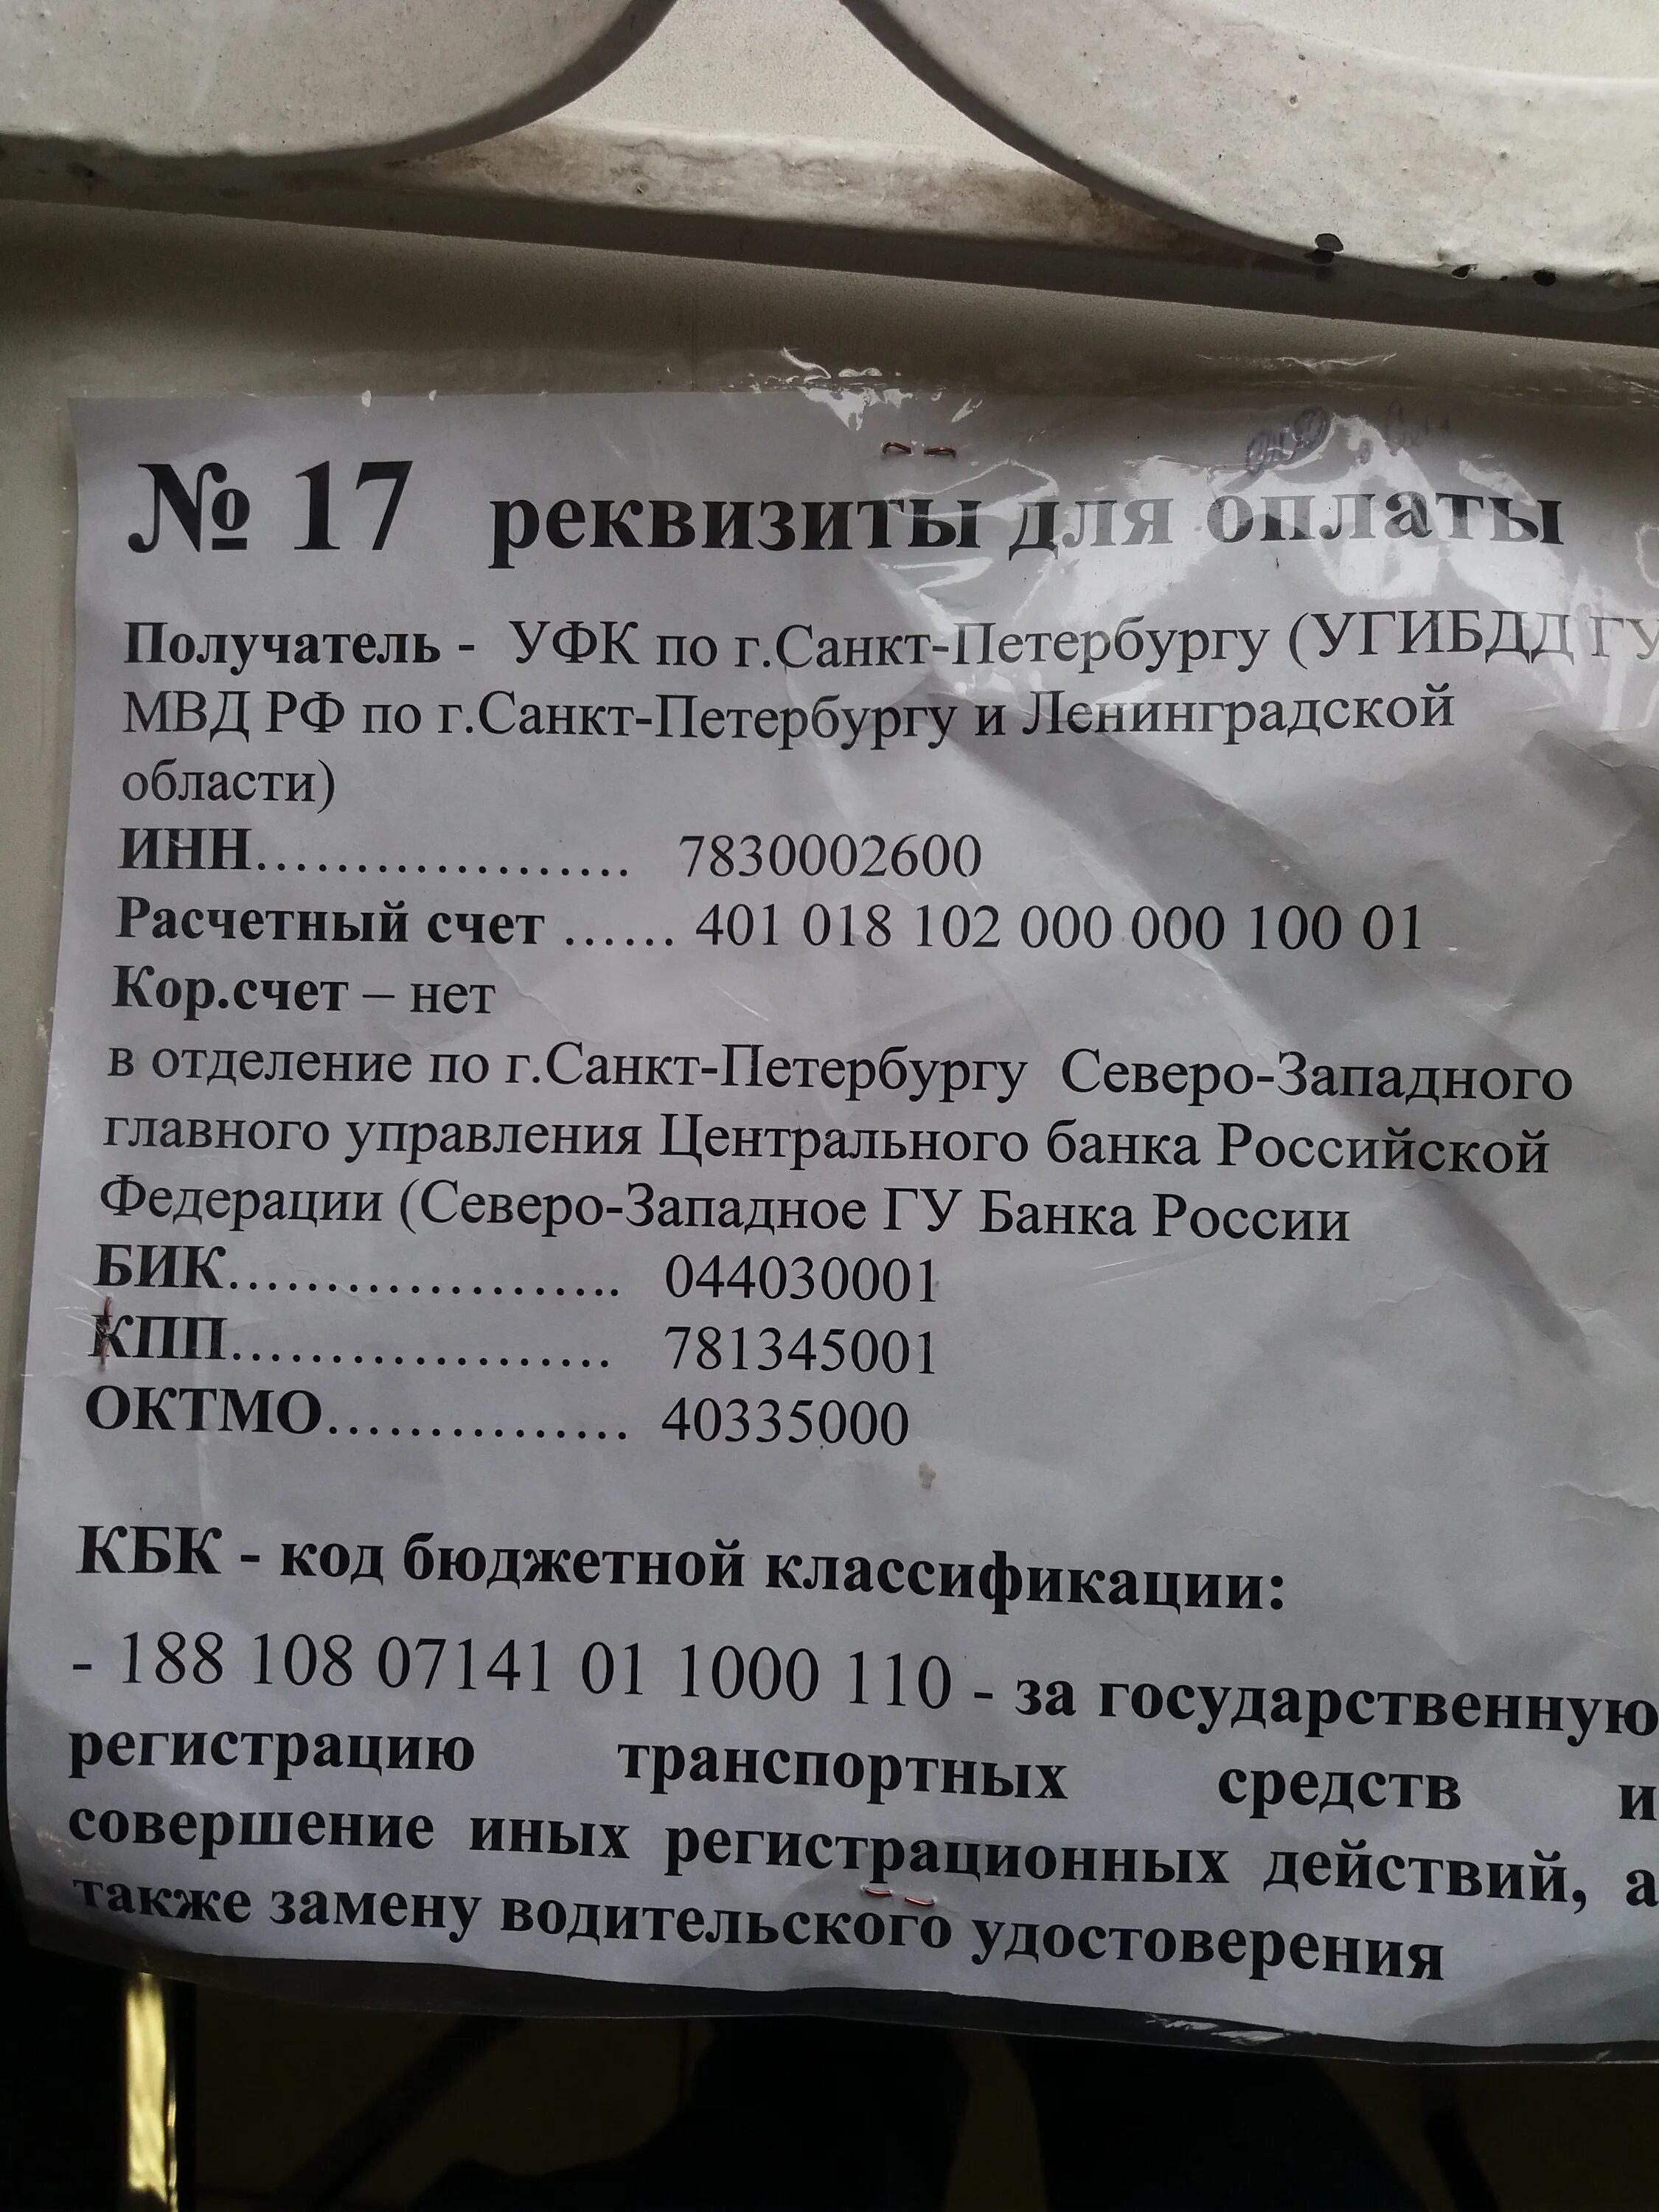 № 17 реквизиты для оплаты
Получатель - УФК по г.Санкт-Петербургу (УГИБДД ГУ
МВД РФ по г.Санкт-Петербургу и Ленинградской
области)
ИНН................... 7830002600
Расчетный счет ...... 401 018 102 000 000 100 01
Кор.счет – нет
в отделение по г.Санкт-Петербургу Северо-Западного
главного управления Центрального банка Российской
Федерации (Северо-Западное ГУ Банка России
БИК.................... 044030001
КПП................... 781345001
ОКТМО............... 40335000
КБК - код бюджетной классификации:
- 188 108 07141 01 1000 110 - за государственную
регистрацию транспортных средств и
совершение иных регистрационных действий, а
также замену водительского удостоверения